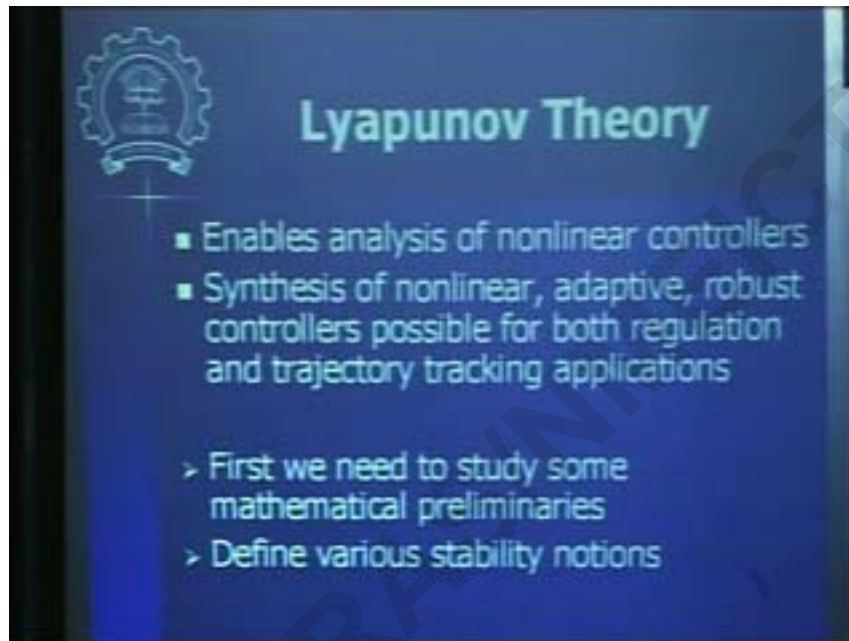 Lyapunov Theory
▪ Enables analysis of nonlinear controllers
▪ Synthesis of nonlinear, adaptive, robust
controllers possible for both regulation
and trajectory tracking applications
➢ First we need to study some
mathematical preliminaries
➢ Define various stability notions